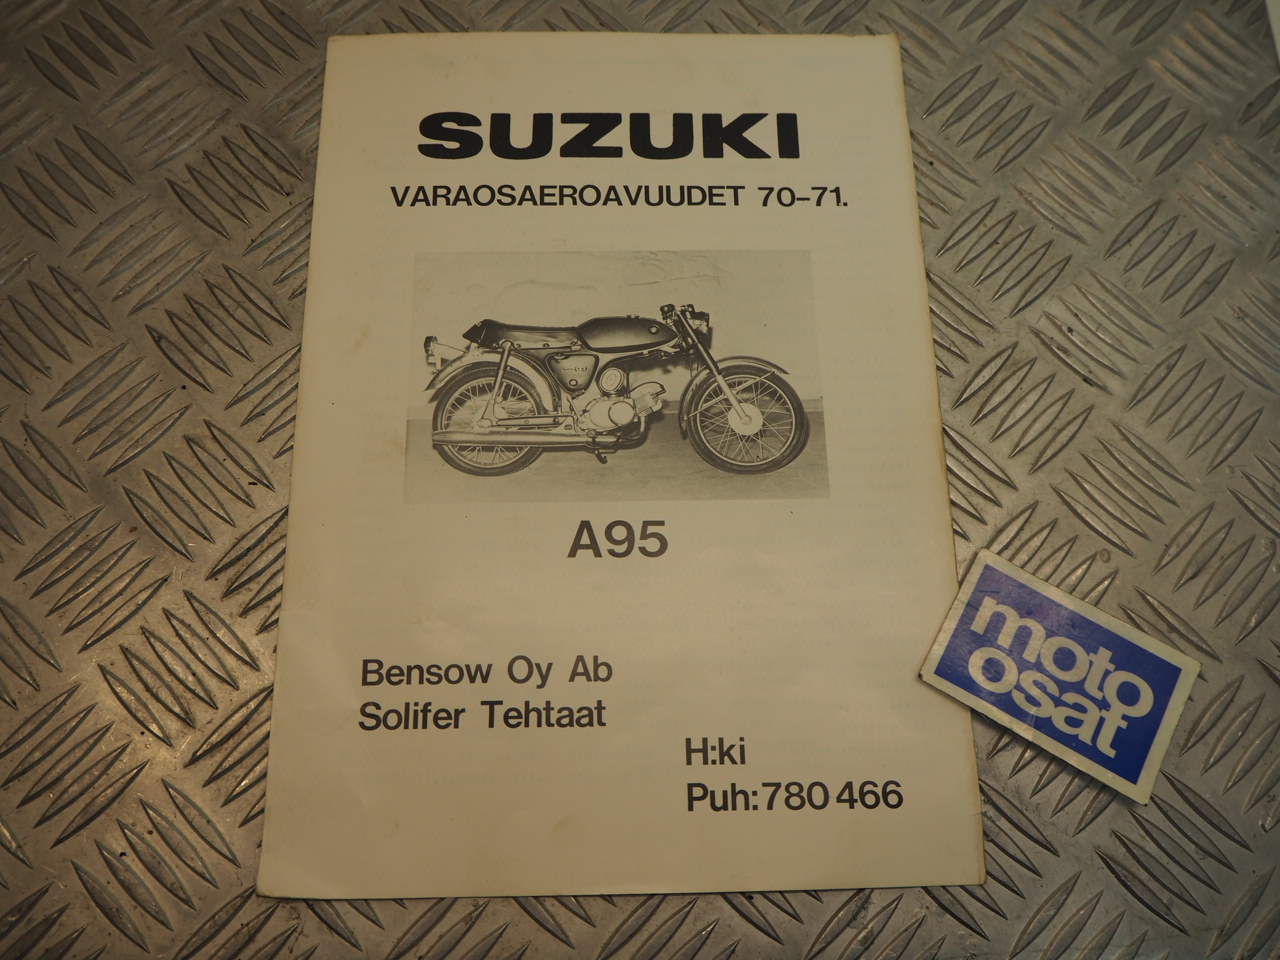 SUZUKI
VARAOSAEROAVUUDET 70-71.
A95
Bensow Oy Ab
Solifer Tehtaat
H:ki
Puh:780 466
moto
osat